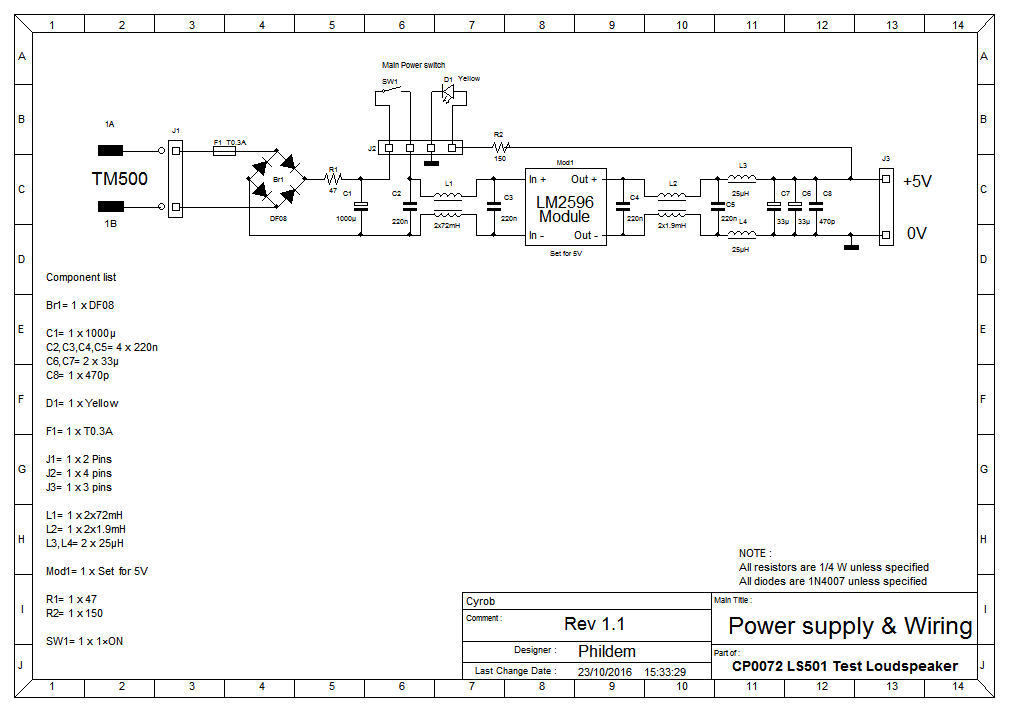 1 2 3 4 5 6 7 8 9 10 11 12 13 14
A A
Main Power switch
SW1
D1 Yellow
B B
1A
J1
F1 T0.3A
J2
R2
150
TM500
1B
Br1
DF08
R1
47
C1
1000µ
C2
220n
L1
2x72mH
C3
220n
Mod1
In + Out +
LM2596
Module
In - Out -
Set for 5V
C4
220n
L2
2x1.9mH
C5
220n
L3
25µH
L4
25µH
C7
33µ
C6
33µ
C8
470p
J3
+5V
0V
C C
D D
Component list
Br1= 1 x DF08
E E
C1= 1 x 1000µ
C2,C3,C4,C5= 4 x 220n
C6,C7= 2 x 33µ
C8= 1 x 470p
F F
D1= 1 x Yellow
F1= 1 x T0.3A
G G
J1= 1 x 2 Pins
J2= 1 x 4 pins
J3= 1 x 3 pins
H H
L1= 1 x 2x72mH
L2= 1 x 2x1.9mH
L3,L4= 2 x 25µH
Mod1= 1 x Set for 5V
I I
R1= 1 x 47
R2= 1 x 150
SW1= 1 x 1×ON
J J
NOTE :
All resistors are 1/4 W unless specified
All diodes are 1N4007 unless specified
Cyrob
Comment :
Rev 1.1
Designer : Phildem
Last Change Date : 23/10/2016 15:33:29
Main Title :
Power supply & Wiring
Part of :
CP0072 LS501 Test Loudspeaker
1 2 3 4 5 6 7 8 9 10 11 12 13 14